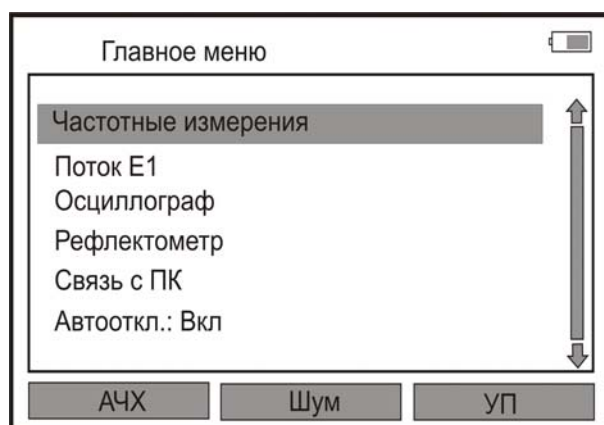 Главное меню
Частотные измерения
Поток Е1
Осциллограф
Рефлектометр
Связь с ПК
Автооткл.: Вкл
АЧХ Шум УП